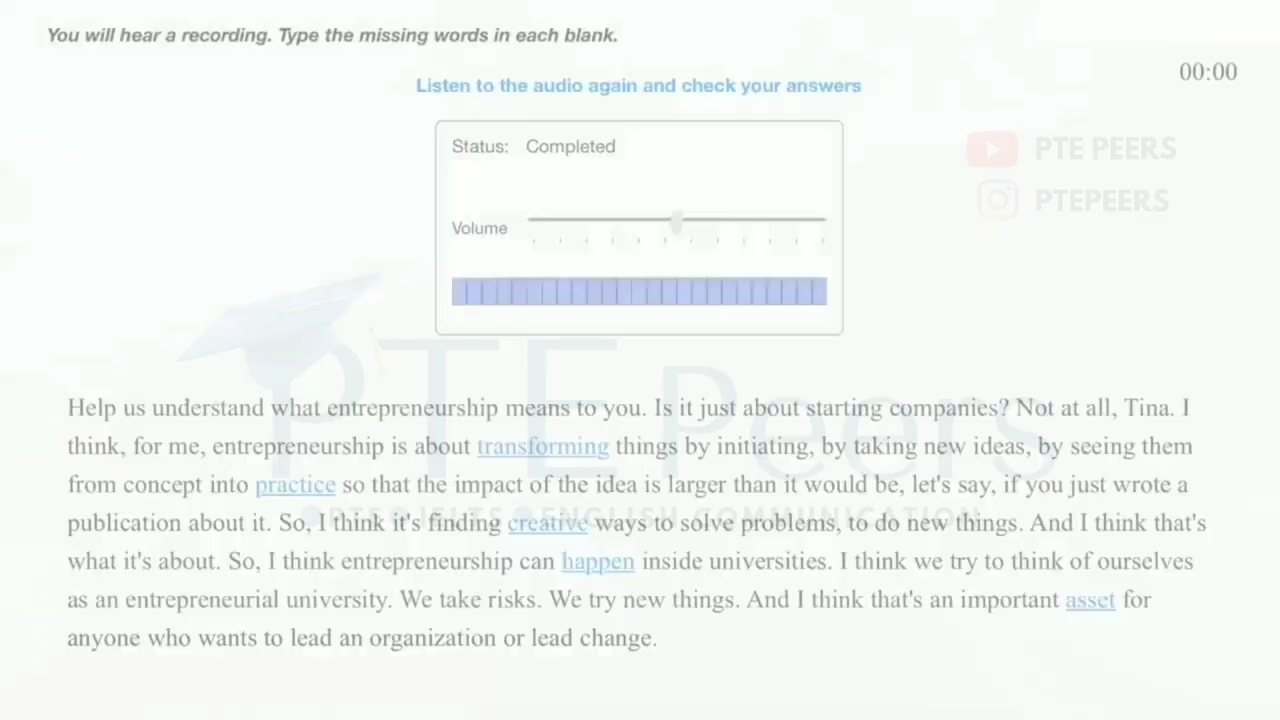 You will hear a recording. Type the missing words in each blank.
00:00
Listen to the audio again and check your answers
Status: Completed
PTE PEERS
PTEPEERS
Volume
PTE Peers
PTE IELTS ENGLISH COMMUNICATION
Help us understand what entrepreneurship means to you. Is it just about starting companies? Not at all, Tina. I
think, for me, entrepreneurship is about transforming things by initiating, by taking new ideas, by seeing them
from concept into practice so that the impact of the idea is larger than it would be, let's say, if you just wrote a
publication about it. So, I think it's finding creative ways to solve problems, to do new things. And I think that's
what it's about. So, I think entrepreneurship can happen inside universities. I think we try to think of ourselves
as an entrepreneurial university. We take risks. We try new things. And I think that's an important asset for
anyone who wants to lead an organization or lead change.